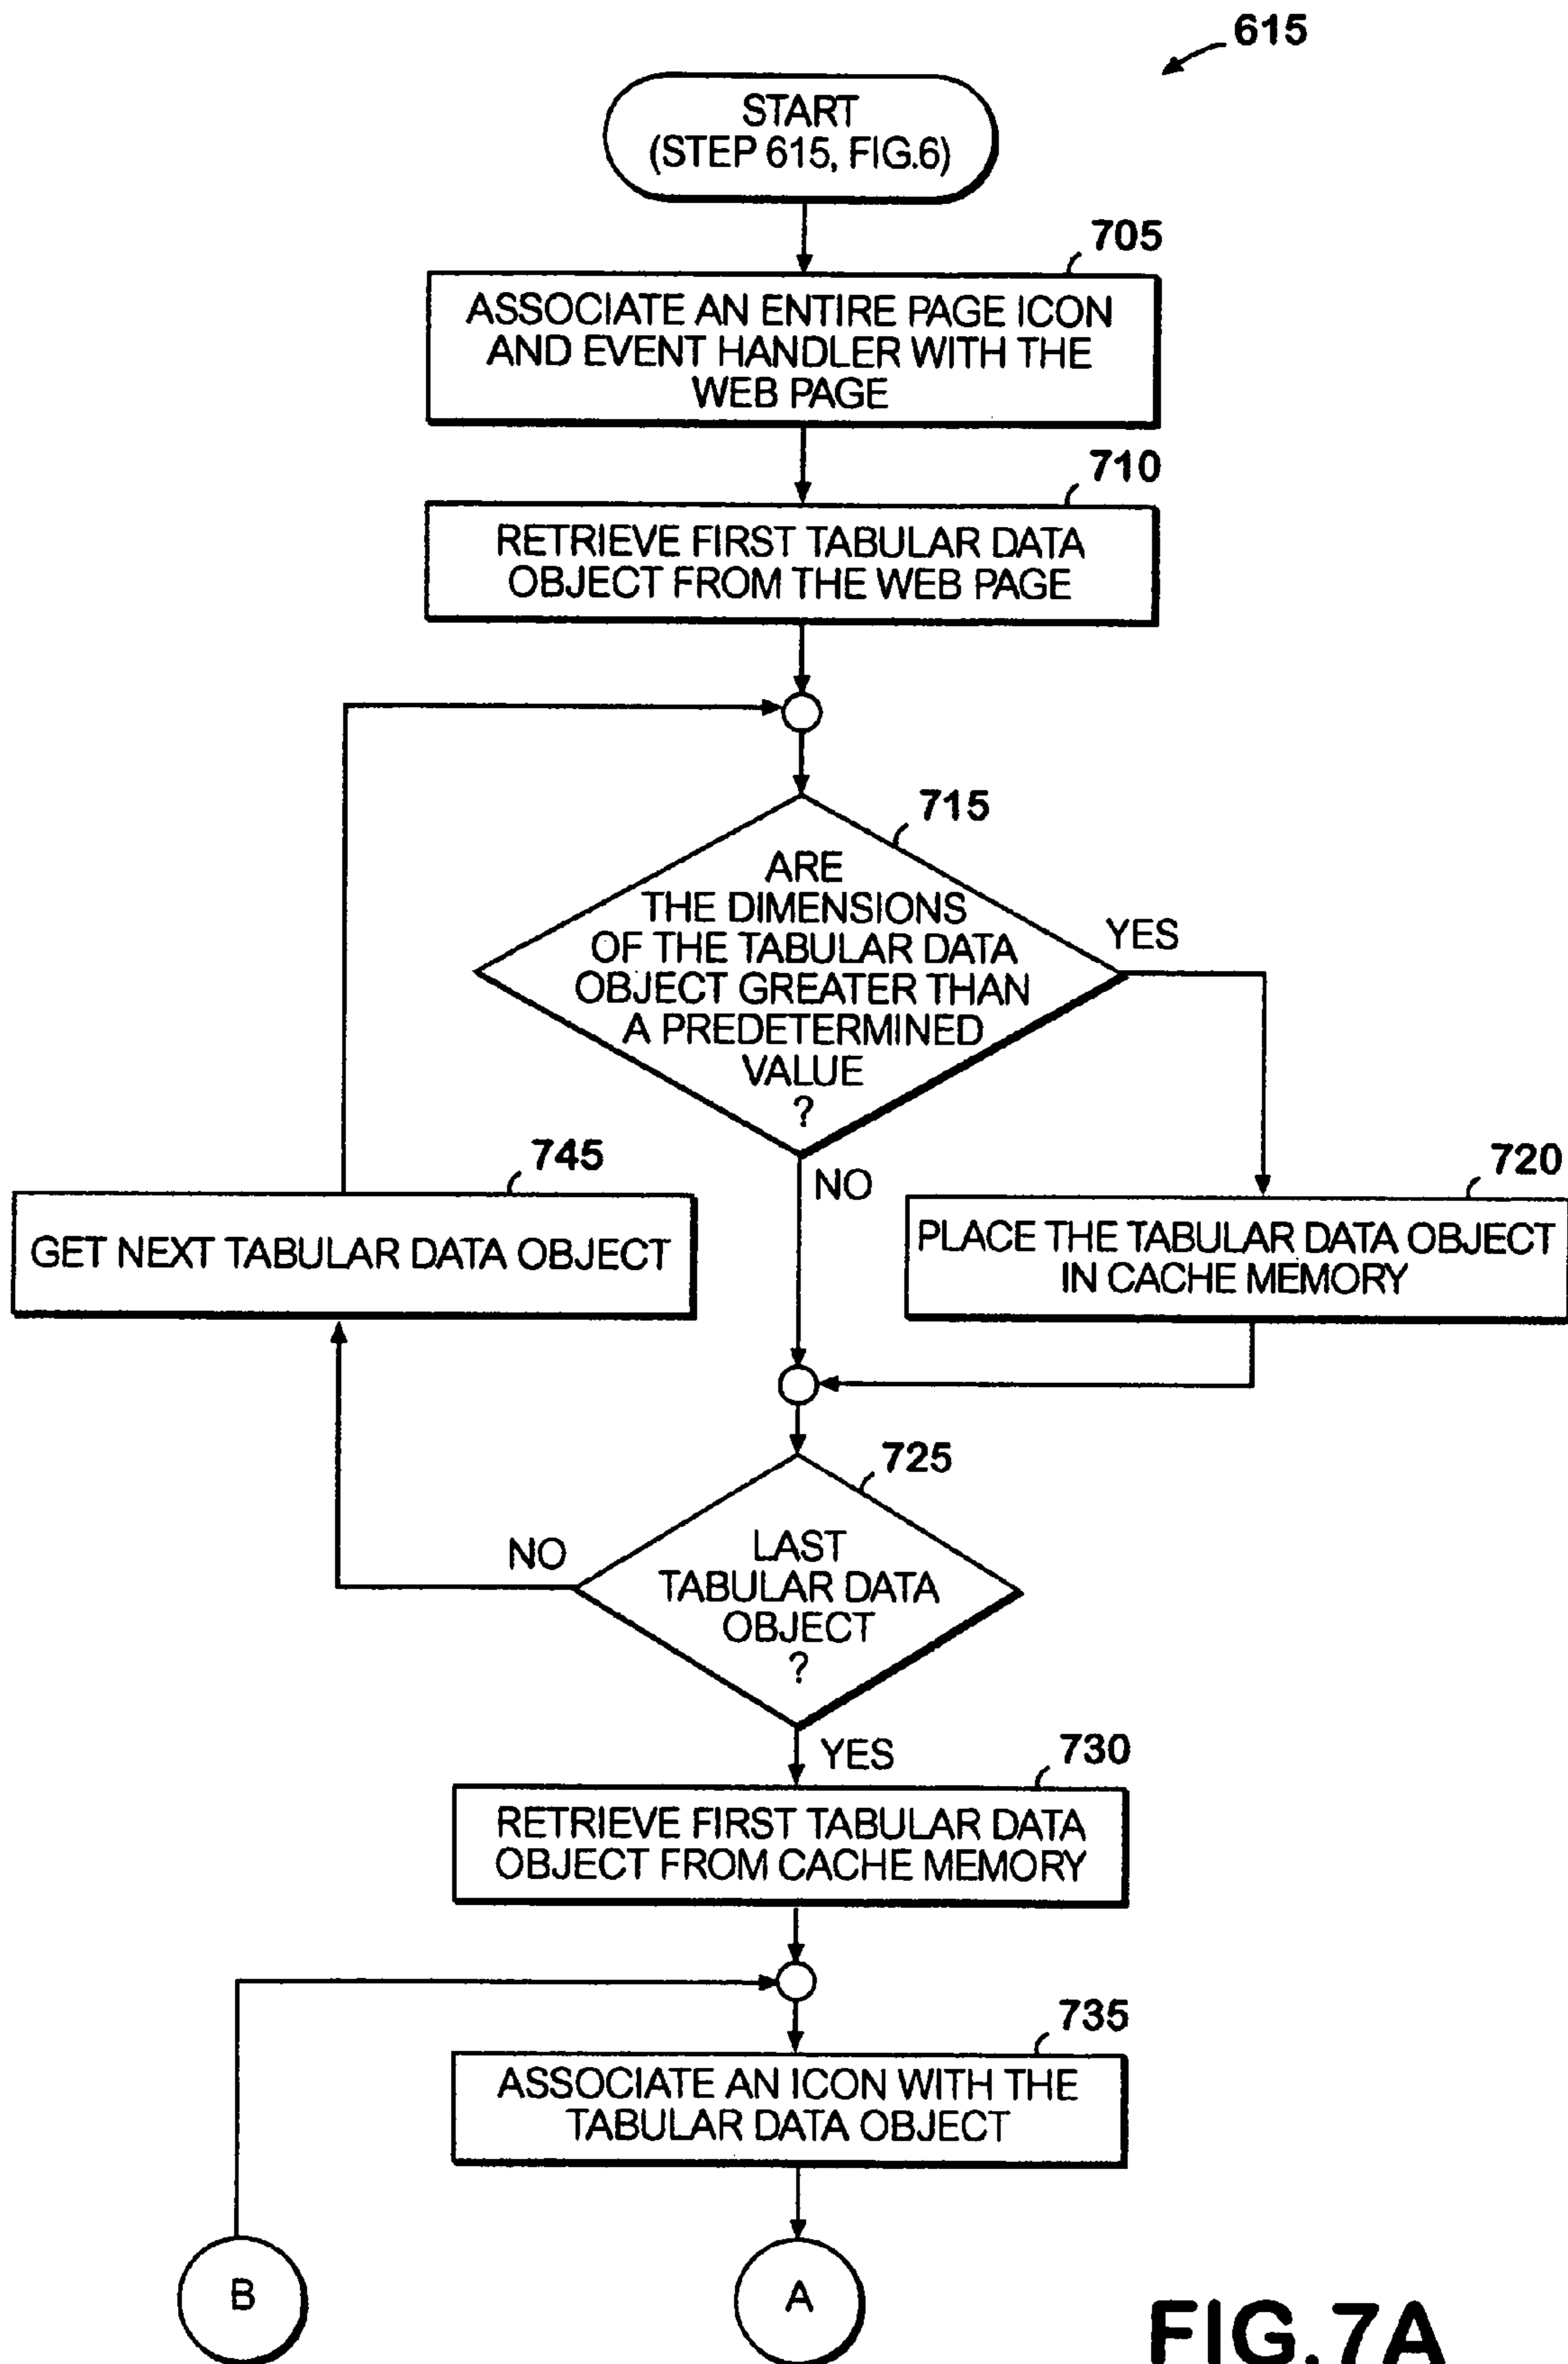 615
START
(STEP 615, FIG.6)
705
ASSOCIATE AN ENTIRE PAGE ICON
AND EVENT HANDLER WITH THE
WEB PAGE
710
RETRIEVE FIRST TABULAR DATA
OBJECT FROM THE WEB PAGE
715
ARE
THE DIMENSIONS
OF THE TABULAR DATA
OBJECT GREATER THAN
A PREDETERMINED
VALUE
?
YES
NO
745
GET NEXT TABULAR DATA OBJECT
720
PLACE THE TABULAR DATA OBJECT
IN CACHE MEMORY
725
LAST
TABULAR DATA
OBJECT
?
NO
YES
730
RETRIEVE FIRST TABULAR DATA
OBJECT FROM CACHE MEMORY
735
ASSOCIATE AN ICON WITH THE
TABULAR DATA OBJECT
B
A
FIG.7A